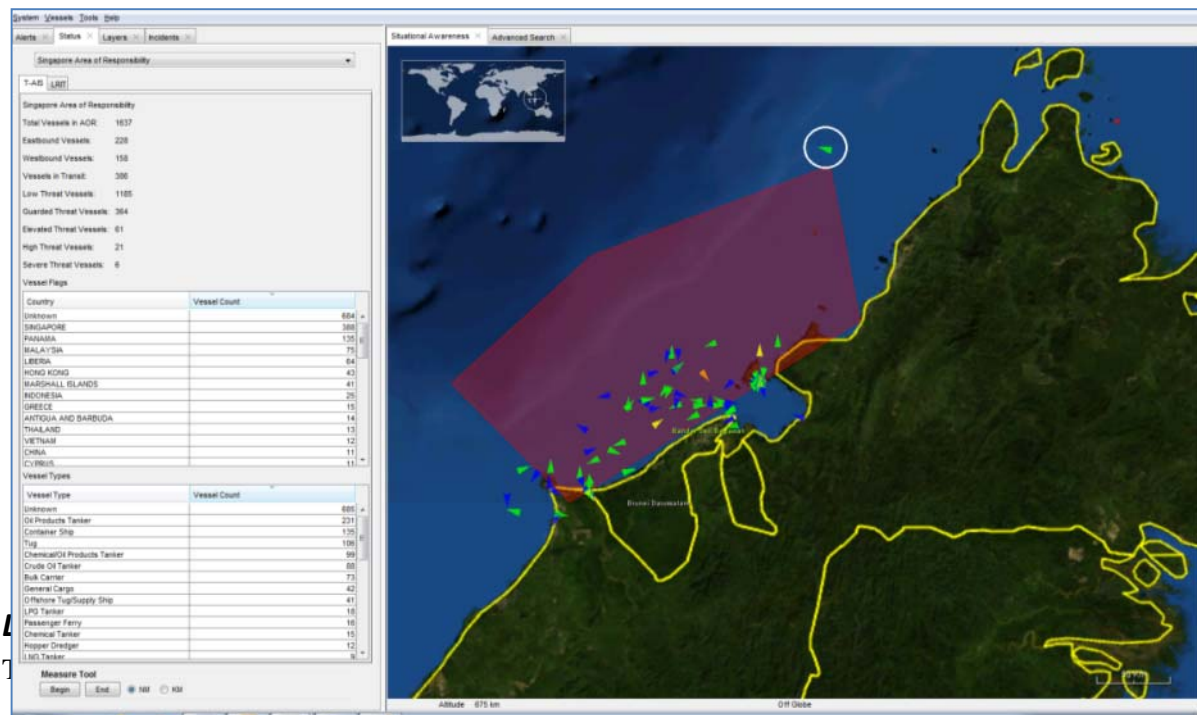 System Vessels Tools Help
Alerts Status Layers Incidents
Situational Awareness Advanced Search
Singapore Area of Responsibility
T-AIS LRIT
Singapore Area of Responsibility
Total Vessels in AOR: 1637
Eastbound Vessels: 228
Westbound Vessels: 158
Vessels in Transit: 386
Low Threat Vessels: 1185
Guarded Threat Vessels: 364
Elevated Threat Vessels: 61
High Threat Vessels: 21
Severe Threat Vessels: 6
Vessel Flags
Country Vessel Count
Unknown 684
SINGAPORE 388
PANAMA 135
MALAYSIA 75
LIBERIA 64
HONG KONG 43
MARSHALL ISLANDS 41
INDONESIA 25
GREECE 15
ANTIGUA AND BARBUDA 14
THAILAND 13
VIETNAM 12
CHINA 11
CYPRUS 11
Vessel Types
Vessel Type Vessel Count
Unknown 685
Oil Products Tanker 231
Container Ship 135
Tug 106
Chemical/Oil Products Tanker 99
Crude Oil Tanker 88
Bulk Carrier 73
General Cargo 42
Offshore Tug/Supply Ship 41
LPG Tanker 18
Passenger Ferry 16
Chemical Tanker 15
Hopper Dredger 12
LNG Tanker 9
Measure Tool
Begin End NM KM
Bandar Seri Begawan
Brunei Darussalam
Altitude 675 km Off Globe